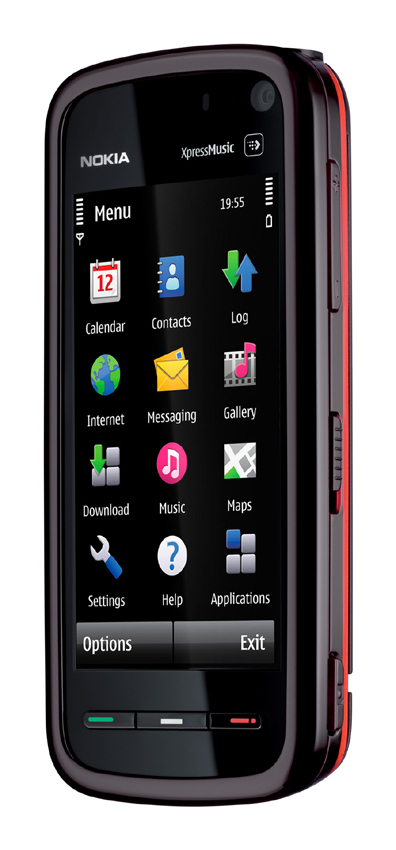 NOKIA XpressMusic
Menu 19:55
12
Calendar Contacts Log
Internet Messaging Gallery
Download Music Maps
?
Settings Help Applications
Options Exit